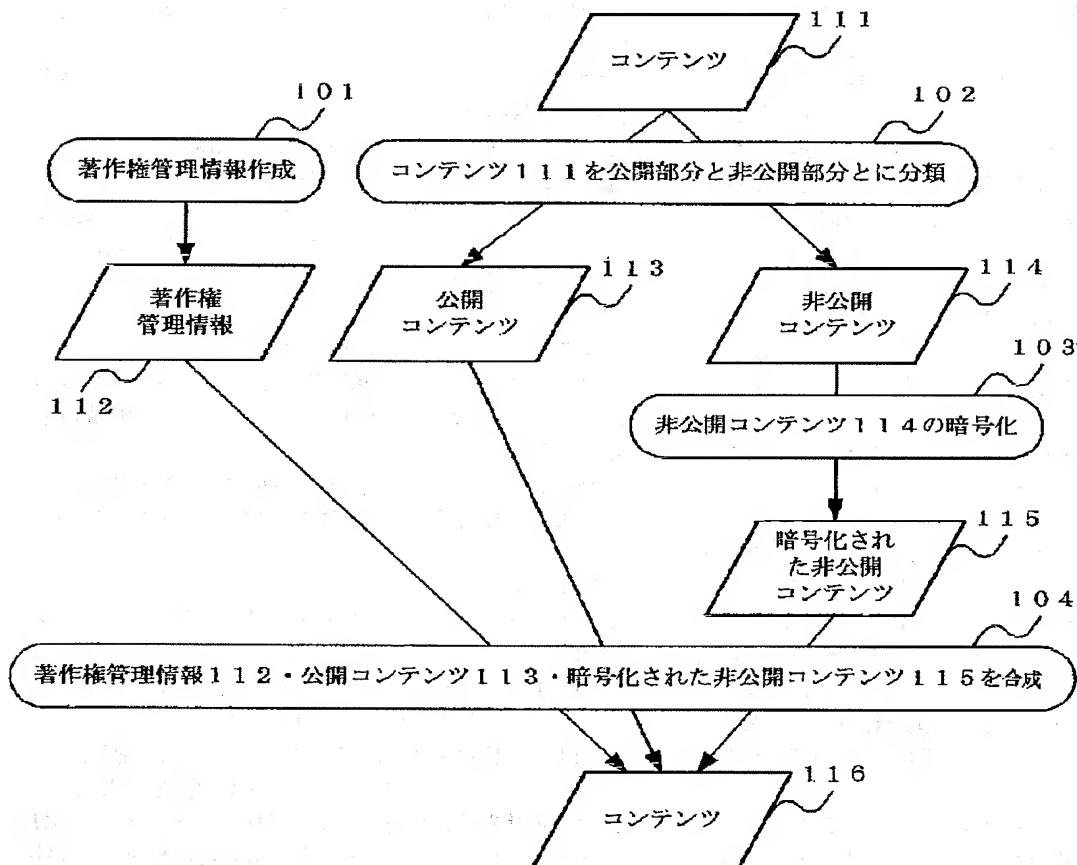 １１１
コンテンツ
１０１
１０２
著作権管理情報作成
コンテンツ１１１を公開部分と非公開部分とに分類
１１３
１１４
著作権
管理情報
公開
コンテンツ
非公開
コンテンツ
１０３
１１２
非公開コンテンツ１１４の暗号化
１１５
暗号化され
た非公開
コンテンツ
１０４
著作権管理情報１１２・公開コンテンツ１１３・暗号化された非公開コンテンツ１１５を合成
１１６
コンテンツ